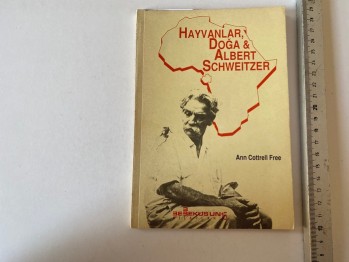 HAYVANLAR,
DOĞA &
ALBERT
SCHWEITZER
Ann Cottrell Free